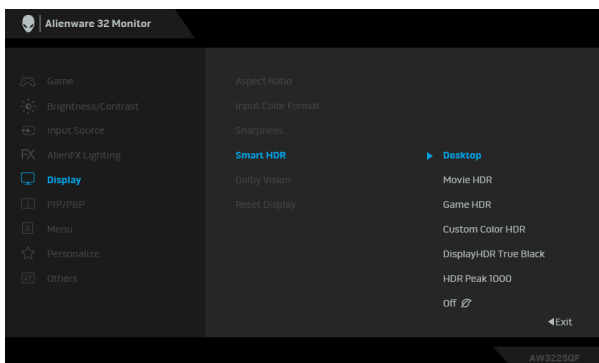 Alienware 32 Monitor
Game
Brightness/Contrast
Input Source
FX AlienFX Lighting
Display
PIP/PBP
Menu
Personalize
Others
Aspect Ratio
Input Color Format
Sharpness
Smart HDR
Dolby Vision
Reset Display
Desktop
Movie HDR
Game HDR
Custom Color HDR
DisplayHDR True Black
HDR Peak 1000
Off
Exit
AW3225QF